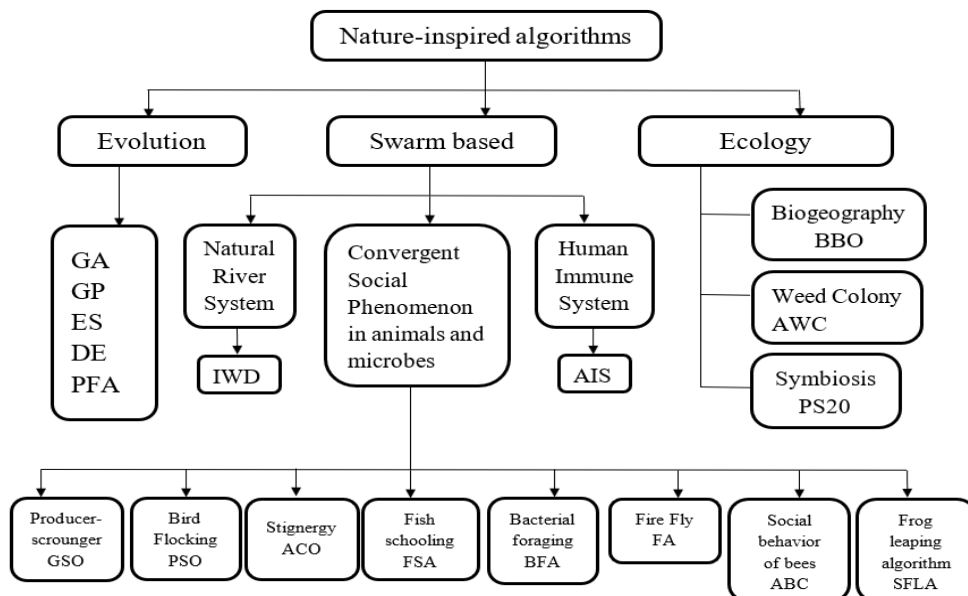 Nature-inspired algorithms
Evolution
Swarm based
Ecology
GA
GP
ES
DE
PFA
Natural
River
System
IWD
Convergent
Social
Phenomenon
in animals and
microbes
Human
Immune
System
AIS
Biogeography
BBO
Weed Colony
AWC
Symbiosis
PS20
Producer-
scrounger
GSO
Bird
Flocking
PSO
Stignergy
ACO
Fish
schooling
FSA
Bacterial
foraging
BFA
Fire Fly
FA
Social
behavior
of bees
ABC
Frog
leaping
algorithm
SFLA